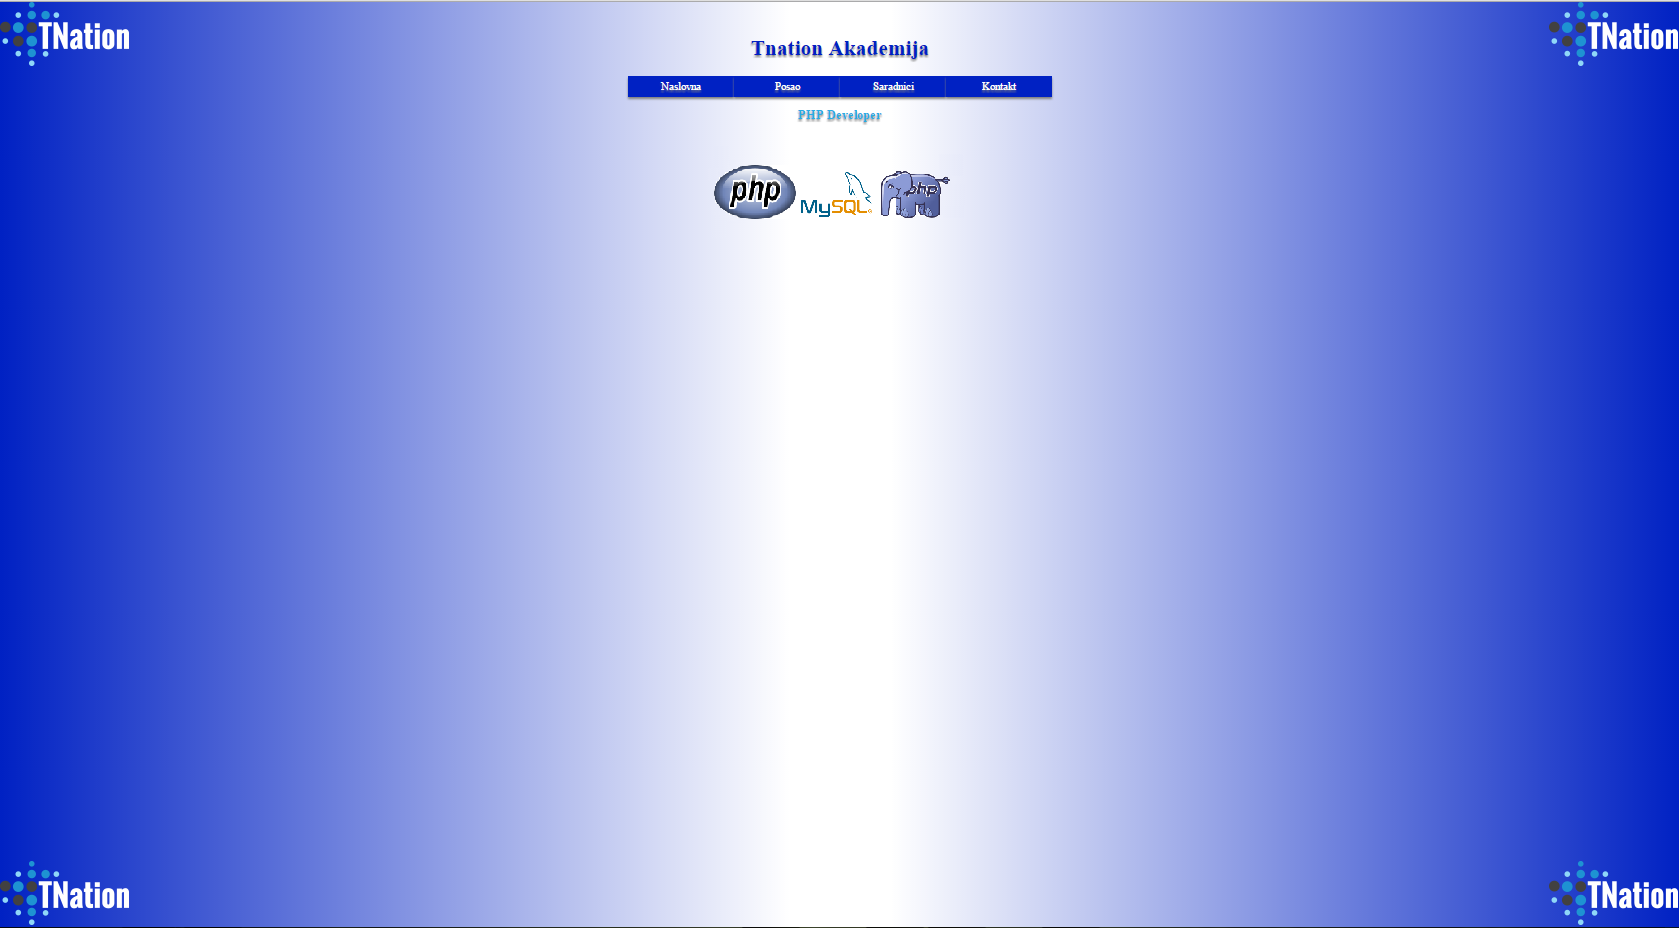 TNation
TNation
Tnation Akademija
Naslovna Posao Saradnici Kontakt
PHP Developer
php MySQL php
TNation
TNation